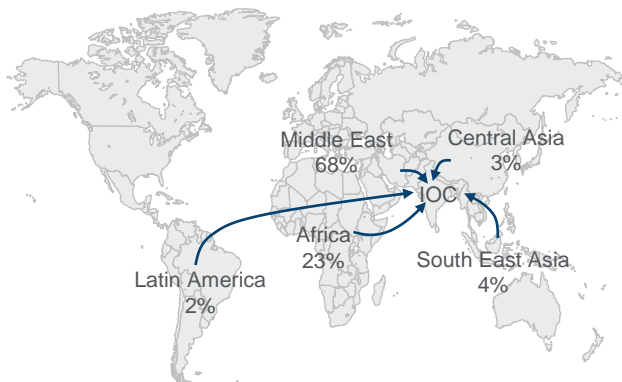 Middle East
68%
Central Asia
3%
IOC
Africa
23%
South East Asia
4%
Latin America
2%